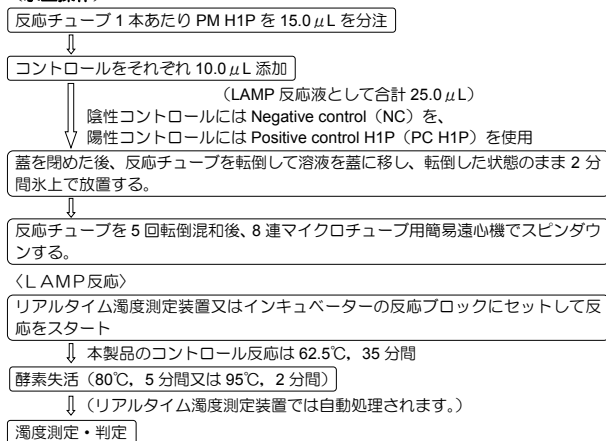 反応チューブ 1 本あたり PM H1P を 15.0μL を分注
コントロールをそれぞれ 10.0μL 添加
（LAMP 反応液として合計 25.0μL）
陰性コントロールには Negative control（NC）を、
陽性コントロールには Positive control H1P（PC H1P）を使用
蓋を閉めた後、反応チューブを転倒して溶液を蓋に移し、転倒した状態のまま 2 分
間氷上で放置する。
反応チューブを 5 回転倒混和後、8 連マイクロチューブ用簡易遠心機でスピンダウ
ンする。
〈ＬＡＭＰ反応〉
リアルタイム濁度測定装置又はインキュベーターの反応ブロックにセットして反
応をスタート
本製品のコントロール反応は 62.5℃，35 分間
酵素失活（80℃，5 分間又は 95℃，2 分間）
（リアルタイム濁度測定装置では自動処理されます。）
濁度測定・判定